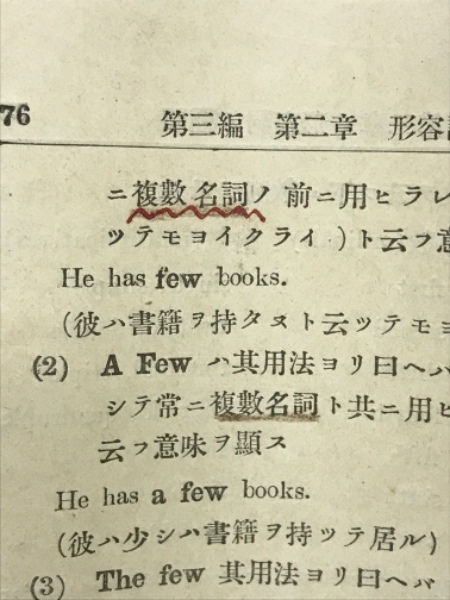 76
第三編 第二章 形容
ニ複數名詞ノ前ニ用ヒラレ
ツテモヨイクライ)ト云フ意
He has few books.
(彼ハ書籍ヲ持タヌト云ツテモヨ
(2) A Few ハ其用法ヨリ曰ヘバ
シテ常ニ複數名詞ト共ニ用ヒ
云フ意味ヲ顯ス
He has a few books.
(彼ハ少シハ書籍ヲ持ツテ居ル)
(3) The few 其用法ヨリ曰ヘバ